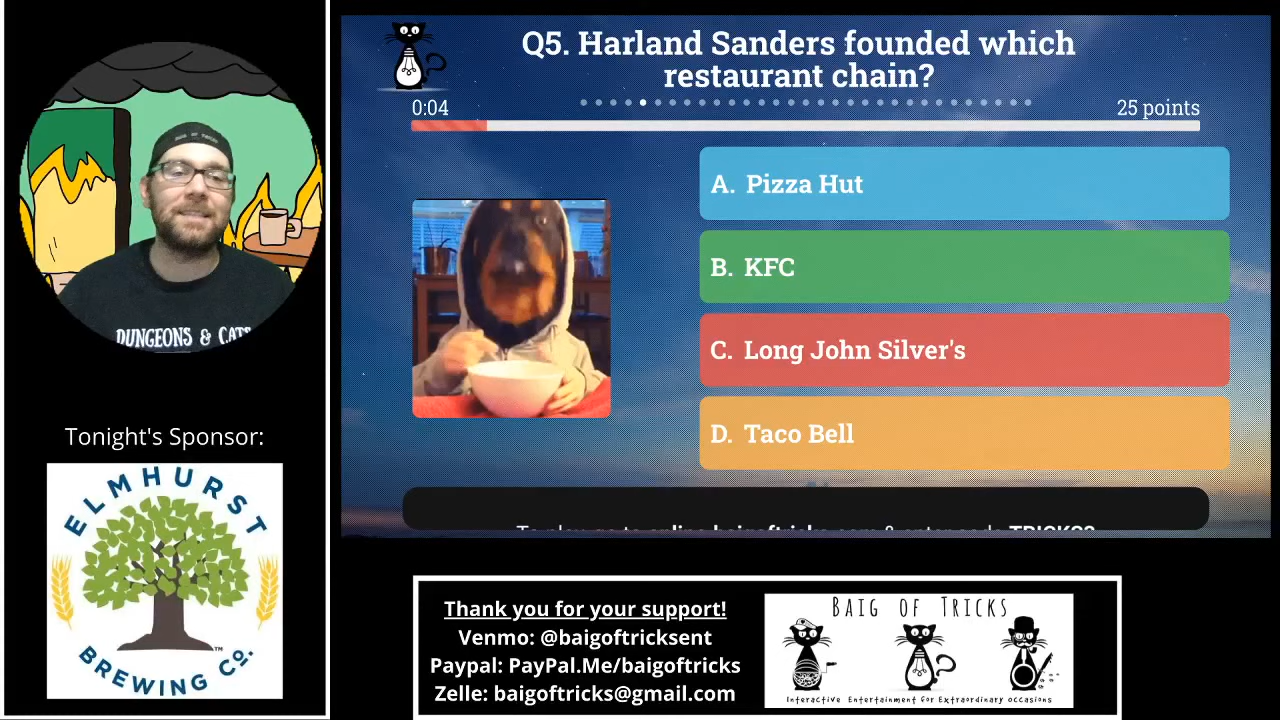 Q5. Harland Sanders founded which
restaurant chain?
0:04
25 points
A. Pizza Hut
B. KFC
C. Long John Silver's
D. Taco Bell
DUNGEONS & CATS
Tonight's Sponsor:
ELMHURST
BREWING CO.
TM
Thank you for your support!
Venmo: @baigoftricksent
Paypal: PayPal.Me/baigoftricks
Zelle: baigoftricks@gmail.com
BAIG OF TRICKS
Interactive Entertainment for Extraordinary occasions